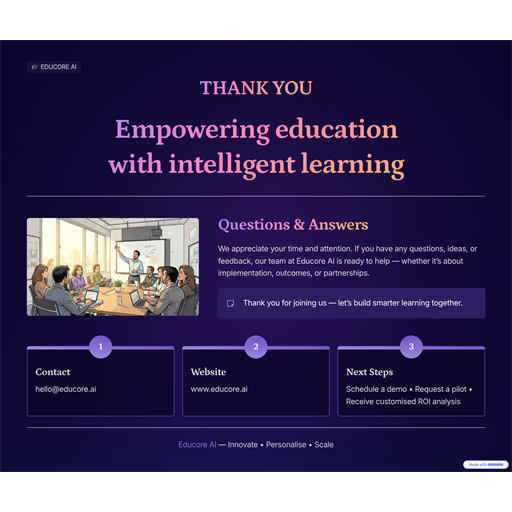 EDUCORE AI
THANK YOU
Empowering education
with intelligent learning
Questions & Answers
We appreciate your time and attention. If you have any questions, ideas, or
feedback, our team at Educore AI is ready to help — whether it's about
implementation, outcomes, or partnerships.
Thank you for joining us — let's build smarter learning together.
1
Contact
hello@educore.ai
2
Website
www.educore.ai
3
Next Steps
Schedule a demo • Request a pilot •
Receive customised ROI analysis
Educore AI — Innovate • Personalise • Scale
Made with GAMMA